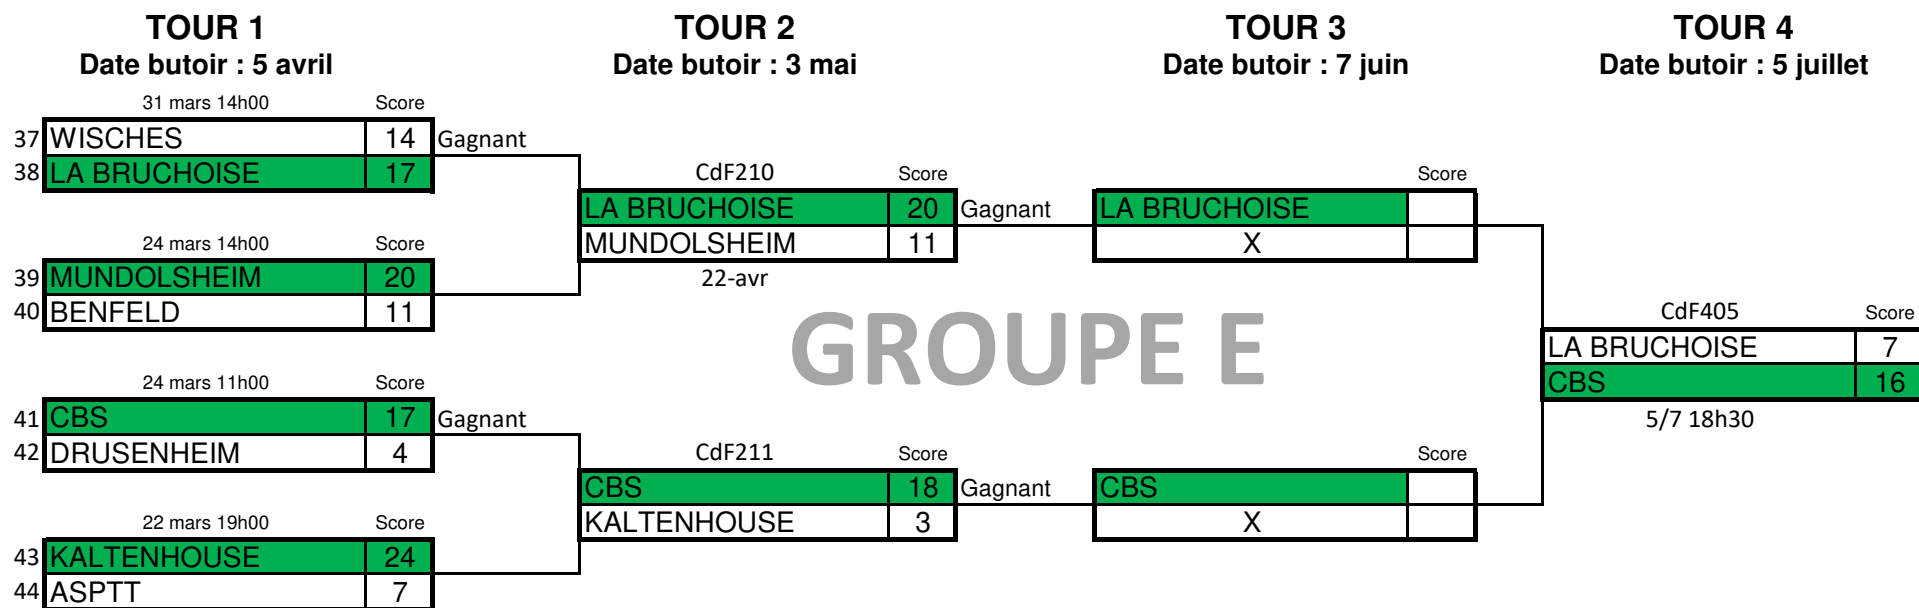 TOUR 1
Date butoir : 5 avril
TOUR 2
Date butoir : 3 mai
TOUR 3
Date butoir : 7 juin
TOUR 4
Date butoir : 5 juillet
31 mars 14h00 Score
37 WISCHES 14 Gagnant
38 LA BRUCHOISE 17
24 mars 14h00 Score
39 MUNDOLSHEIM 20
40 BENFELD 11
24 mars 11h00 Score
41 CBS 17 Gagnant
42 DRUSENHEIM 4
22 mars 19h00 Score
43 KALTENHOUSE 24
44 ASPTT 7
CdF210 Score
LA BRUCHOISE 20 Gagnant
MUNDOLSHEIM 11
22-avr
CdF211 Score
CBS 18 Gagnant
KALTENHOUSE 3
Score
LA BRUCHOISE
X
GROUPE E
Score
CBS
X
CdF405 Score
LA BRUCHOISE 7
CBS 16
5/7 18h30